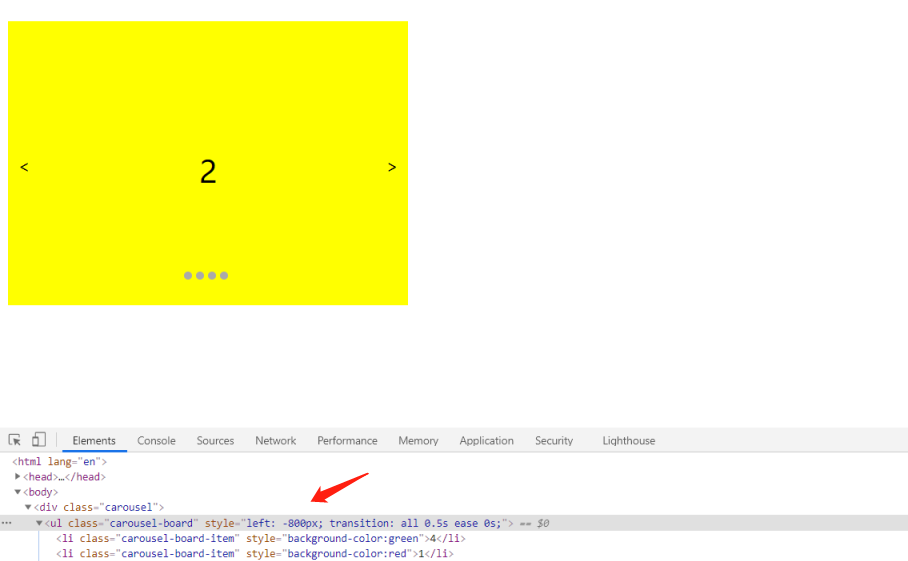 2
< >
Elements Console Sources Network Performance Memory Application Security Lighthouse
<html lang="en">
▶<head>…</head>
▼<body>
▼<div class="carousel">
••• ▼<ul class="carousel-board" style="left: -800px; transition: all 0.5s ease 0s;"> == $0
<li class="carousel-board-item" style="background-color:green">4</li>
<li class="carousel-board-item" style="background-color:red">1</li>